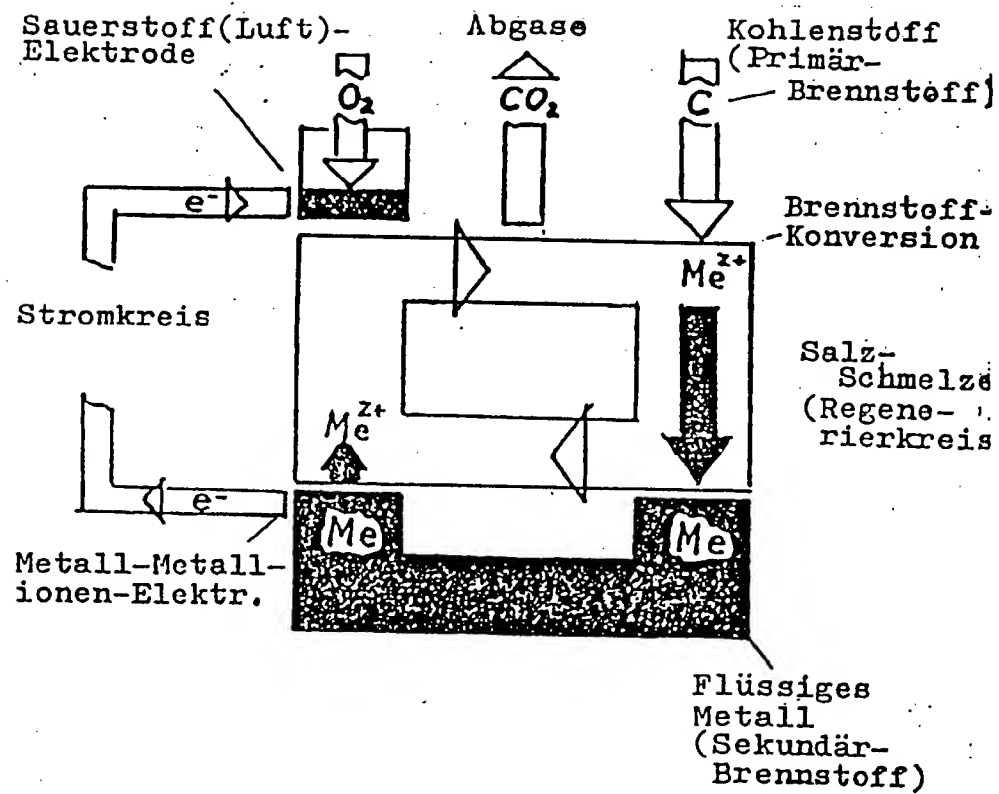 Sauerstoff(Luft)-
Elektrode
Abgase
Kohlenstoff
(Primär-
Brennstoff)
O₂
CO₂
C
e⁻
Brennstoff-
Konversion
Me^z+
Stromkreis
Salz-
Schmelze
(Regene-
rierkreis
Me^z+
e⁻
Me
Me
Metall-Metall-
ionen-Elektr.
Flüssiges
Metall
(Sekundär-
Brennstoff)